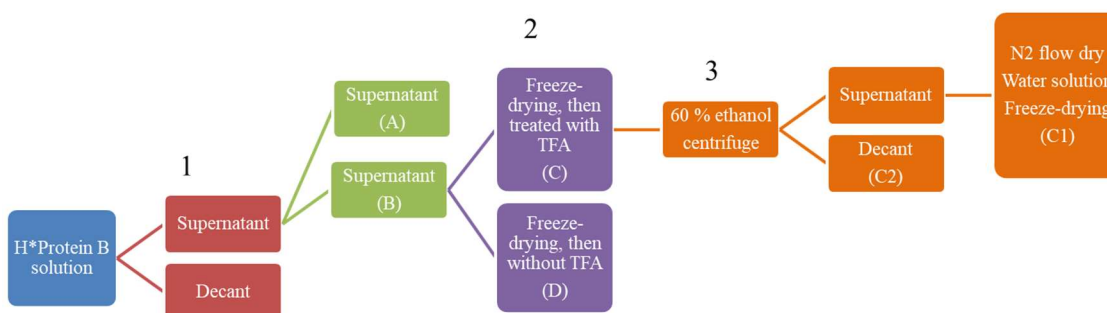 1
2
3
H*Protein B
solution
Supernatant
Decant
Supernatant
(A)
Supernatant
(B)
Freeze-
drying, then
treated with
TFA
(C)
Freeze-
drying, then
without TFA
(D)
60 % ethanol
centrifuge
Supernatant
Decant
(C2)
N2 flow dry
Water solution
Freeze-drying
(C1)